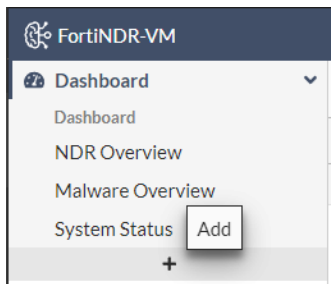 FortiNDR-VM
Dashboard
Dashboard
NDR Overview
Malware Overview
System Status
Add
+